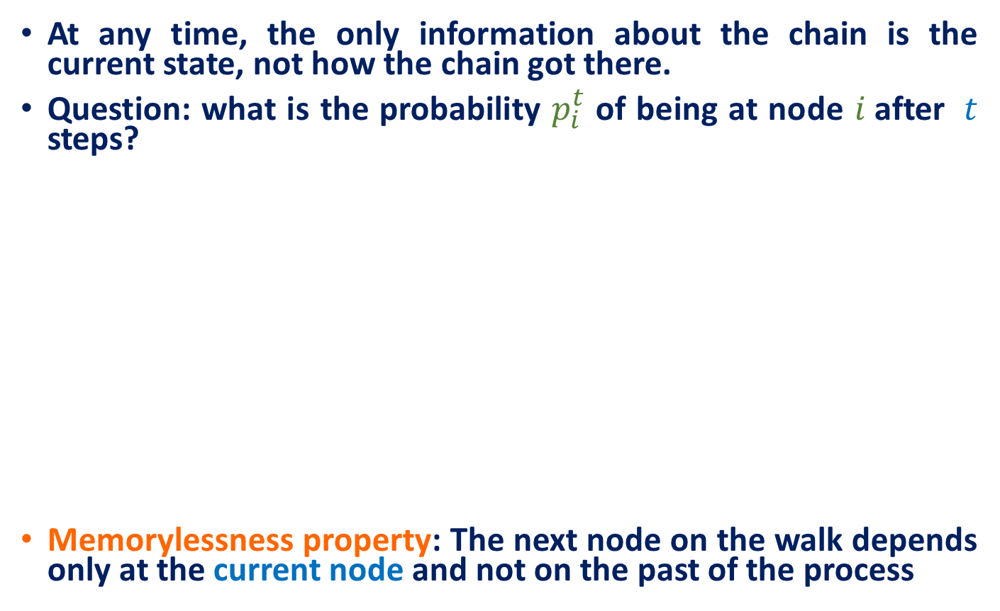 • At any time, the only information about the chain is the
current state, not how the chain got there.
• Question: what is the probability $p_i^t$ of being at node $i$ after $t$
steps?
• Memorylessness property: The next node on the walk depends
only at the current node and not on the past of the process